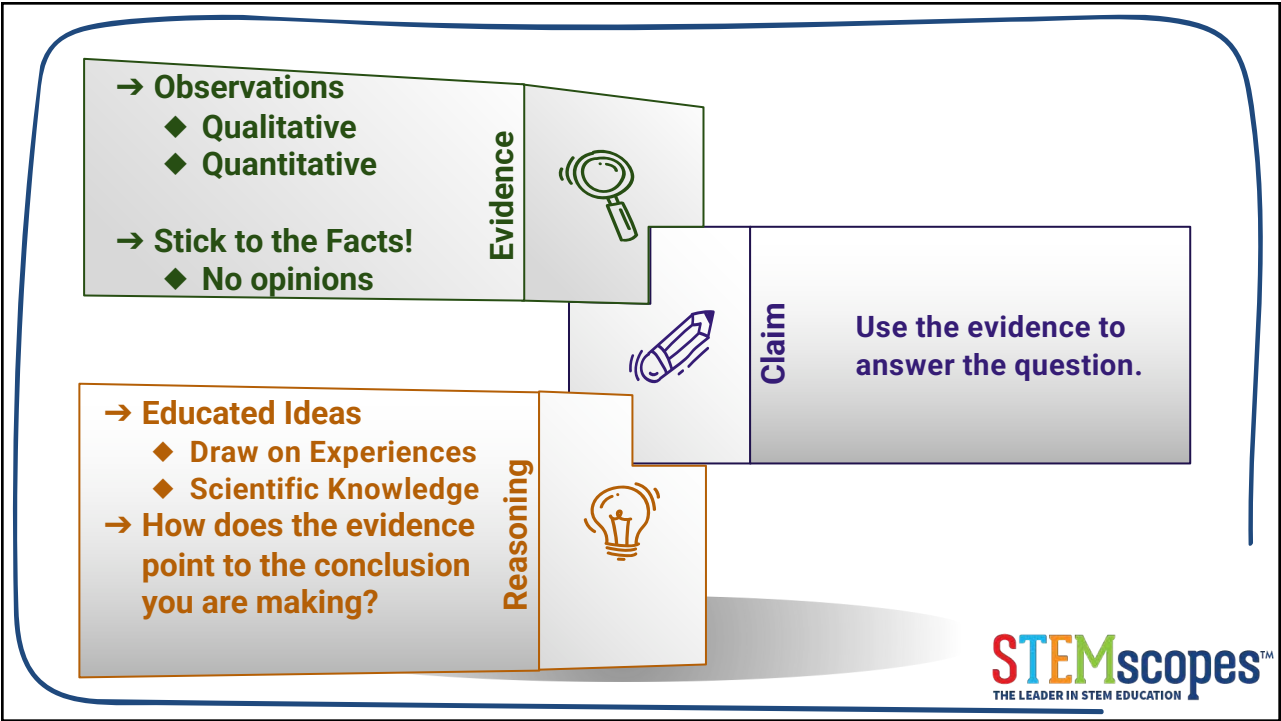 ➔ Observations
◆ Qualitative
◆ Quantitative
➔ Stick to the Facts!
◆ No opinions
Evidence
Claim
Use the evidence to
answer the question.
➔ Educated Ideas
◆ Draw on Experiences
◆ Scientific Knowledge
➔ How does the evidence
point to the conclusion
you are making?
Reasoning
STEMscopes™
THE LEADER IN STEM EDUCATION